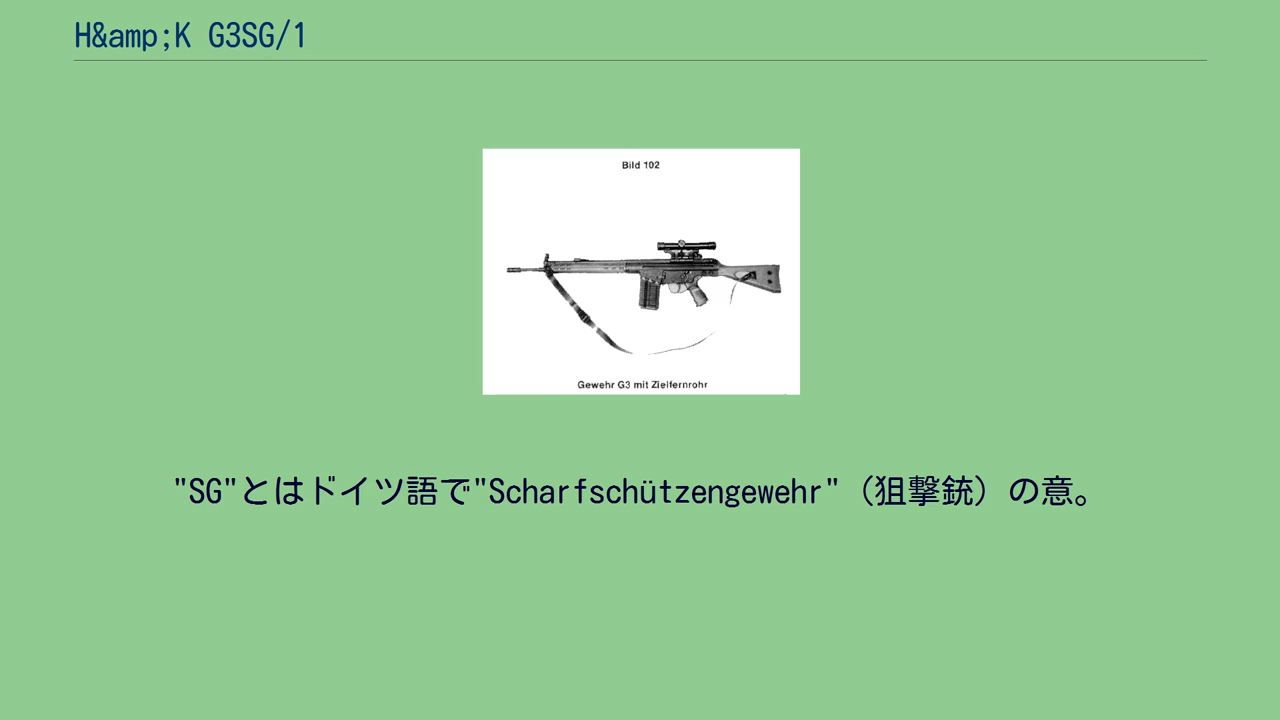 H&amp;K G3SG/1
Bild 102
Gewehr G3 mit Zielfernrohr
"SG"とはドイツ語で"Scharfschützengewehr"（狙撃銃）の意。